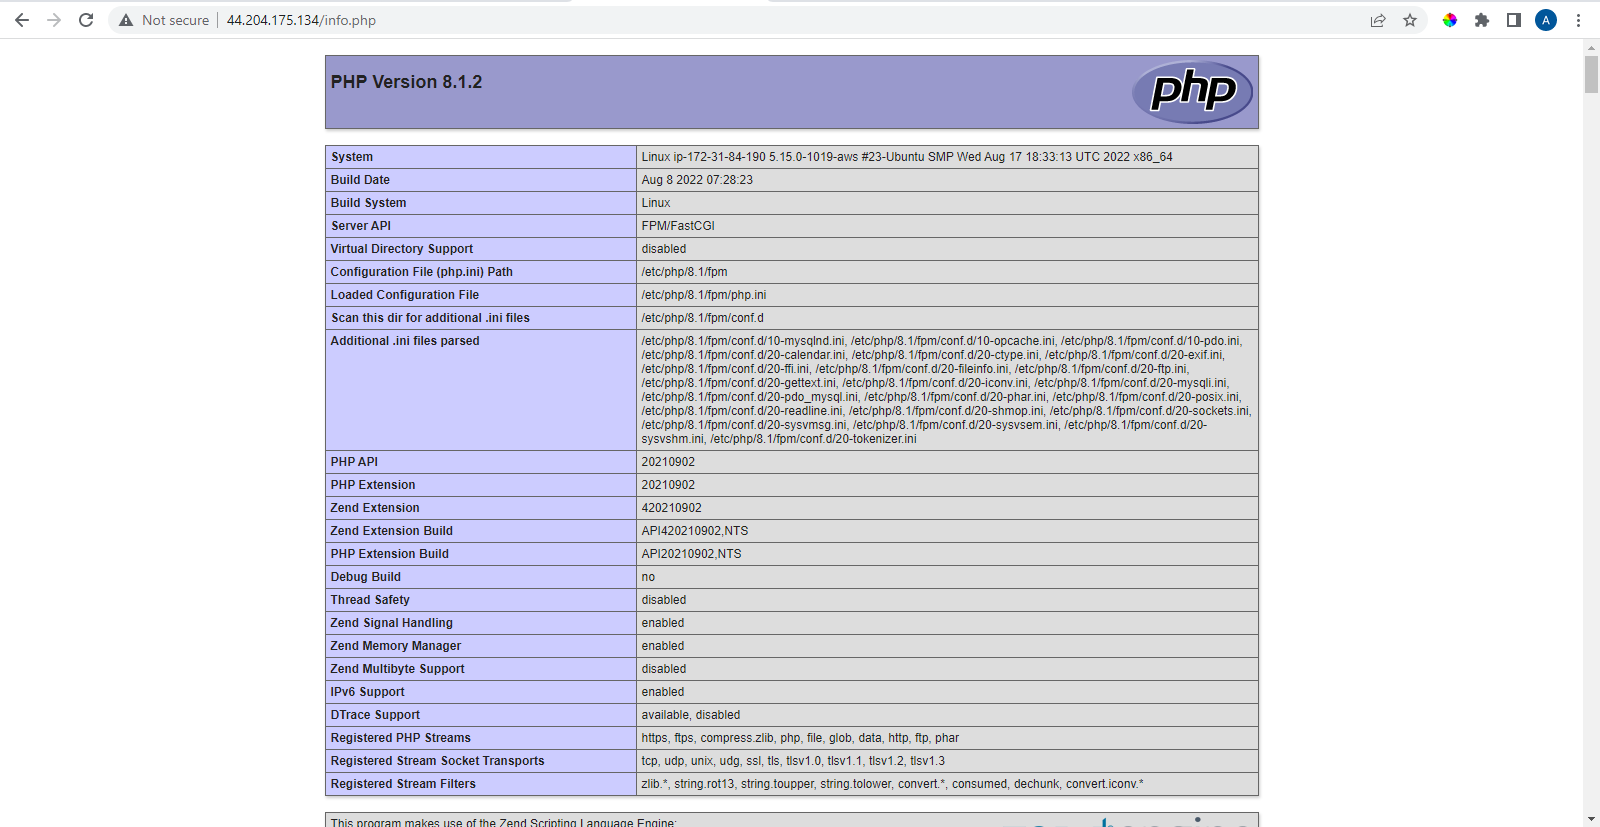 Not secure | 44.204.175.134/info.php
A
PHP Version 8.1.2
php
System Linux ip-172-31-84-190 5.15.0-1019-aws #23-Ubuntu SMP Wed Aug 17 18:33:13 UTC 2022 x86_64
Build Date Aug 8 2022 07:28:23
Build System Linux
Server API FPM/FastCGI
Virtual Directory Support disabled
Configuration File (php.ini) Path /etc/php/8.1/fpm
Loaded Configuration File /etc/php/8.1/fpm/php.ini
Scan this dir for additional .ini files /etc/php/8.1/fpm/conf.d
Additional .ini files parsed /etc/php/8.1/fpm/conf.d/10-mysqlnd.ini, /etc/php/8.1/fpm/conf.d/10-opcache.ini, /etc/php/8.1/fpm/conf.d/10-pdo.ini,
/etc/php/8.1/fpm/conf.d/20-calendar.ini, /etc/php/8.1/fpm/conf.d/20-ctype.ini, /etc/php/8.1/fpm/conf.d/20-exif.ini,
/etc/php/8.1/fpm/conf.d/20-ffi.ini, /etc/php/8.1/fpm/conf.d/20-fileinfo.ini, /etc/php/8.1/fpm/conf.d/20-ftp.ini,
/etc/php/8.1/fpm/conf.d/20-gettext.ini, /etc/php/8.1/fpm/conf.d/20-iconv.ini, /etc/php/8.1/fpm/conf.d/20-mysqli.ini,
/etc/php/8.1/fpm/conf.d/20-pdo_mysql.ini, /etc/php/8.1/fpm/conf.d/20-phar.ini, /etc/php/8.1/fpm/conf.d/20-posix.ini,
/etc/php/8.1/fpm/conf.d/20-readline.ini, /etc/php/8.1/fpm/conf.d/20-shmop.ini, /etc/php/8.1/fpm/conf.d/20-sockets.ini,
/etc/php/8.1/fpm/conf.d/20-sysvmsg.ini, /etc/php/8.1/fpm/conf.d/20-sysvsem.ini, /etc/php/8.1/fpm/conf.d/20-
sysvshm.ini, /etc/php/8.1/fpm/conf.d/20-tokenizer.ini
PHP API 20210902
PHP Extension 20210902
Zend Extension 420210902
Zend Extension Build API420210902,NTS
PHP Extension Build API20210902,NTS
Debug Build no
Thread Safety disabled
Zend Signal Handling enabled
Zend Memory Manager enabled
Zend Multibyte Support disabled
IPv6 Support enabled
DTrace Support available, disabled
Registered PHP Streams https, ftps, compress.zlib, php, file, glob, data, http, ftp, phar
Registered Stream Socket Transports tcp, udp, unix, udg, ssl, tls, tlsv1.0, tlsv1.1, tlsv1.2, tlsv1.3
Registered Stream Filters zlib.*, string.rot13, string.toupper, string.tolower, convert.*, consumed, dechunk, convert.iconv.*
This program makes use of the Zend Scripting Language Engine: